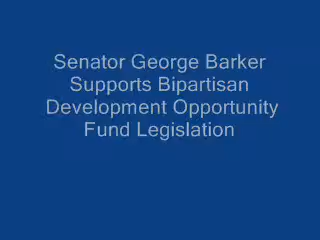 Senator George Barker
Supports Bipartisan
Development Opportunity
Fund Legislation